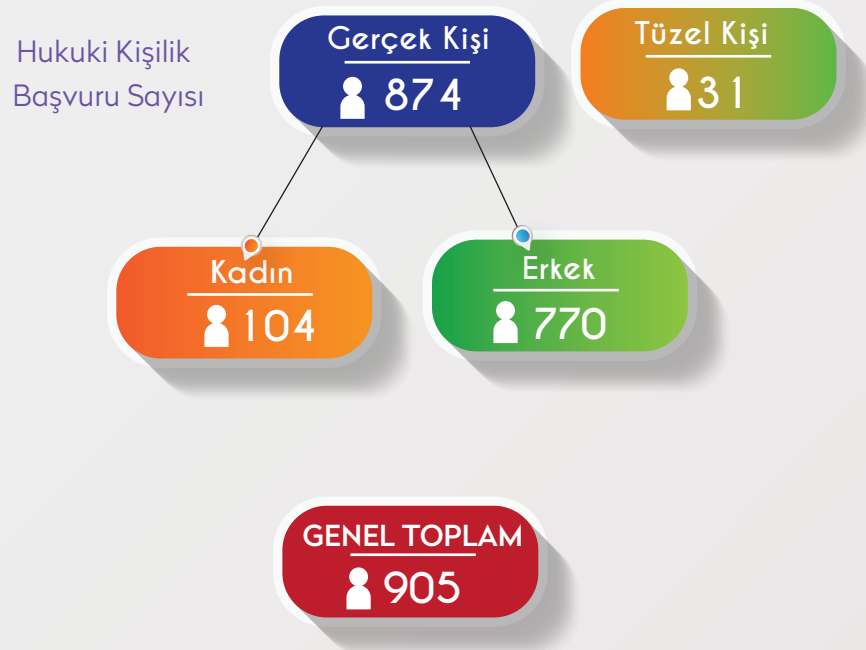 Hukuki Kişilik
Başvuru Sayısı
Gerçek Kişi
874
Tüzel Kişi
31
Kadın
104
Erkek
770
GENEL TOPLAM
905